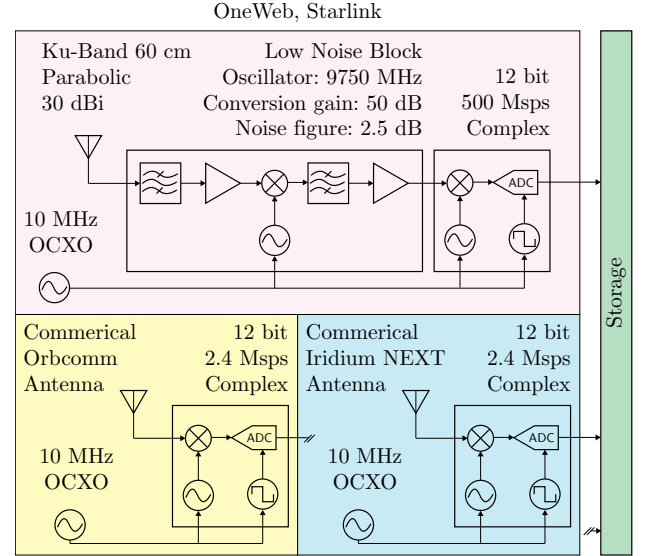 OneWeb, Starlink
Ku-Band 60 cm
Parabolic
30 dBi
Low Noise Block
Oscillator: 9750 MHz
Conversion gain: 50 dB
Noise figure: 2.5 dB
12 bit
500 Msps
Complex
ADC
10 MHz
OCXO
Storage
Commerical
Orbcomm
Antenna
12 bit
2.4 Msps
Complex
ADC
10 MHz
OCXO
Commerical
Iridium NEXT
Antenna
12 bit
2.4 Msps
Complex
ADC
10 MHz
OCXO